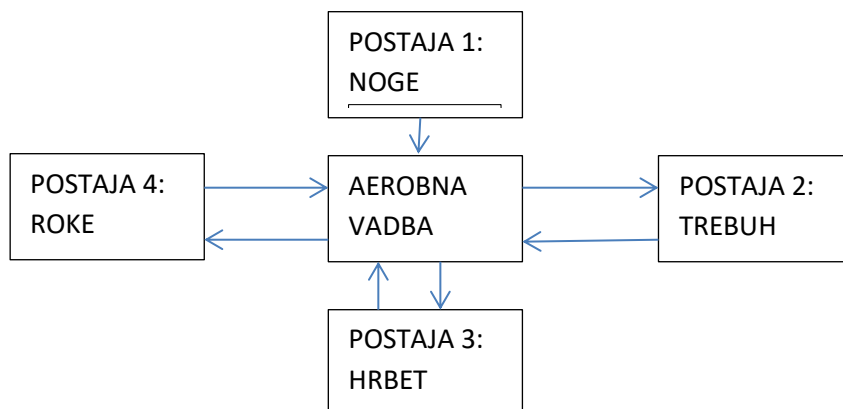 POSTAJA 1:
NOGE
POSTAJA 4:
ROKE
AEROBNA
VADBA
POSTAJA 2:
TREBUH
POSTAJA 3:
HRBET